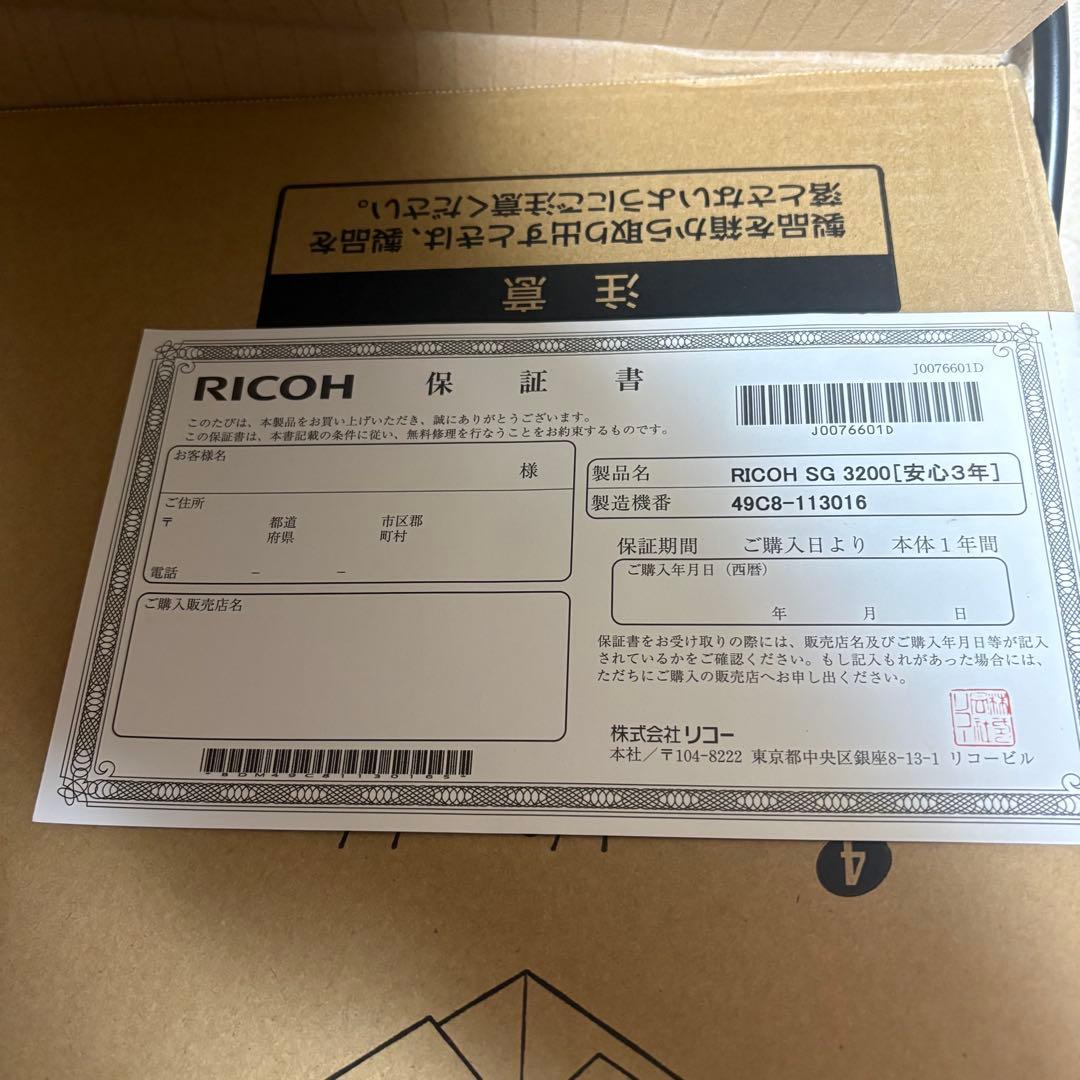 製品を箱から取り出すときは、製品を
落とさないようにご注意ください。
注意
RICOH 保証書
J0076601D
J0076601D
このたびは、本製品をお買い上げいただき、誠にありがとうございます。
この保証書は、本書記載の条件に従い、無料修理を行なうことをお約束するものです。
お客様名
様
ご住所
〒 都道 市区郡
府県 町村
電話 － －
ご購入販売店名
*BDM49C81130165*
製品名 RICOH SG 3200[安心3年]
製造機番 49C8-113016
保証期間 ご購入日より 本体1年間
ご購入年月日（西暦）
年 月 日
保証書をお受け取りの際には、販売店名及びご購入年月日等が記入
されているかをご確認ください。もし記入もれがあった場合には、
ただちにご購入の販売店へお申し出ください。
株式会社リコー
本社／〒104-8222 東京都中央区銀座8-13-1 リコービル
株式会社リコー
4